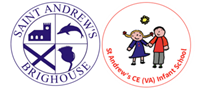 SAINT ANDREW'S
BRIGHOUSE
St Andrew's CE (VA) Infant School